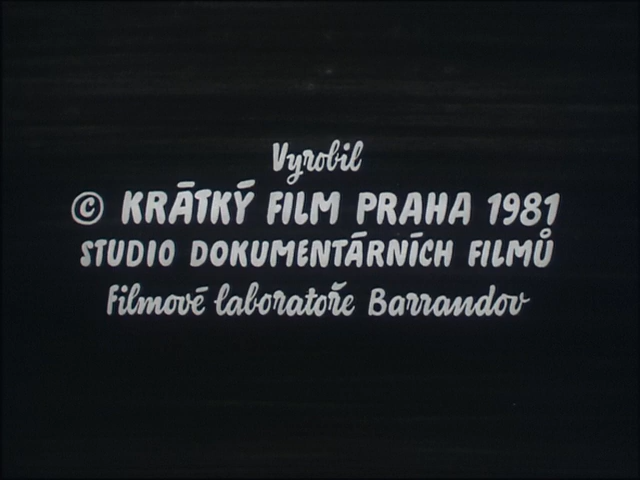 Vyrobil
© KRÁTKÝ FILM PRAHA 1981
STUDIO DOKUMENTÁRNÍCH FILMŮ
Filmové laboratoře Barrandov